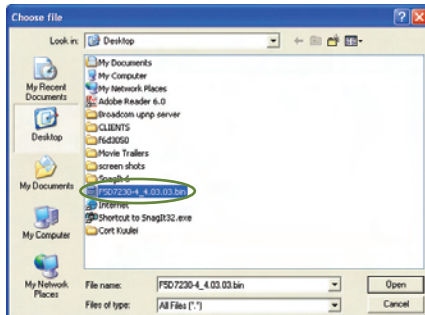 Choose file
Look in: Desktop
My Recent Documents
Desktop
My Documents
My Computer
My Network Places
My Documents
My Computer
My Network Places
Adobe Reader 6.0
Broadcom upnp server
CLIENTS
f6d3050
Movie Trailers
screen shots
SnagIt 6
F5D7230-4_4.03.03.bin
Internet
Shortcut to SnagIt32.exe
Cort Kuulei
File name: F5D7230-4_4.03.03.bin Open
Files of type: All Files (*.*) Cancel